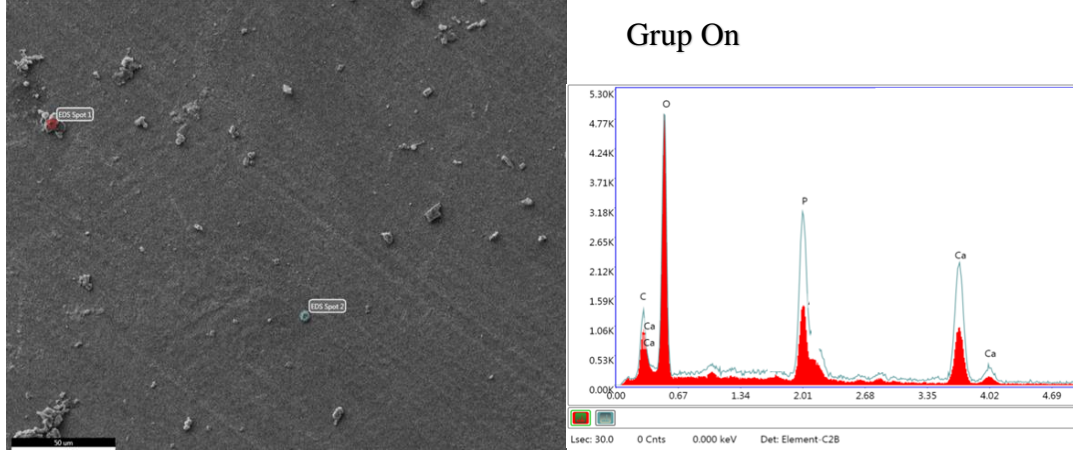 Grup On
EDS Spot 1
EDS Spot 2
50 um
5.30K
4.77K
4.24K
3.71K
3.18K
2.65K
2.12K
1.59K
1.06K
0.53K
0.00K
O
P
Ca
C
Ca
Ca
Ca
0.00 0.67 1.34 2.01 2.68 3.35 4.02 4.69
Lsec: 30.0 0 Cnts 0.000 keV Det: Element-C2B